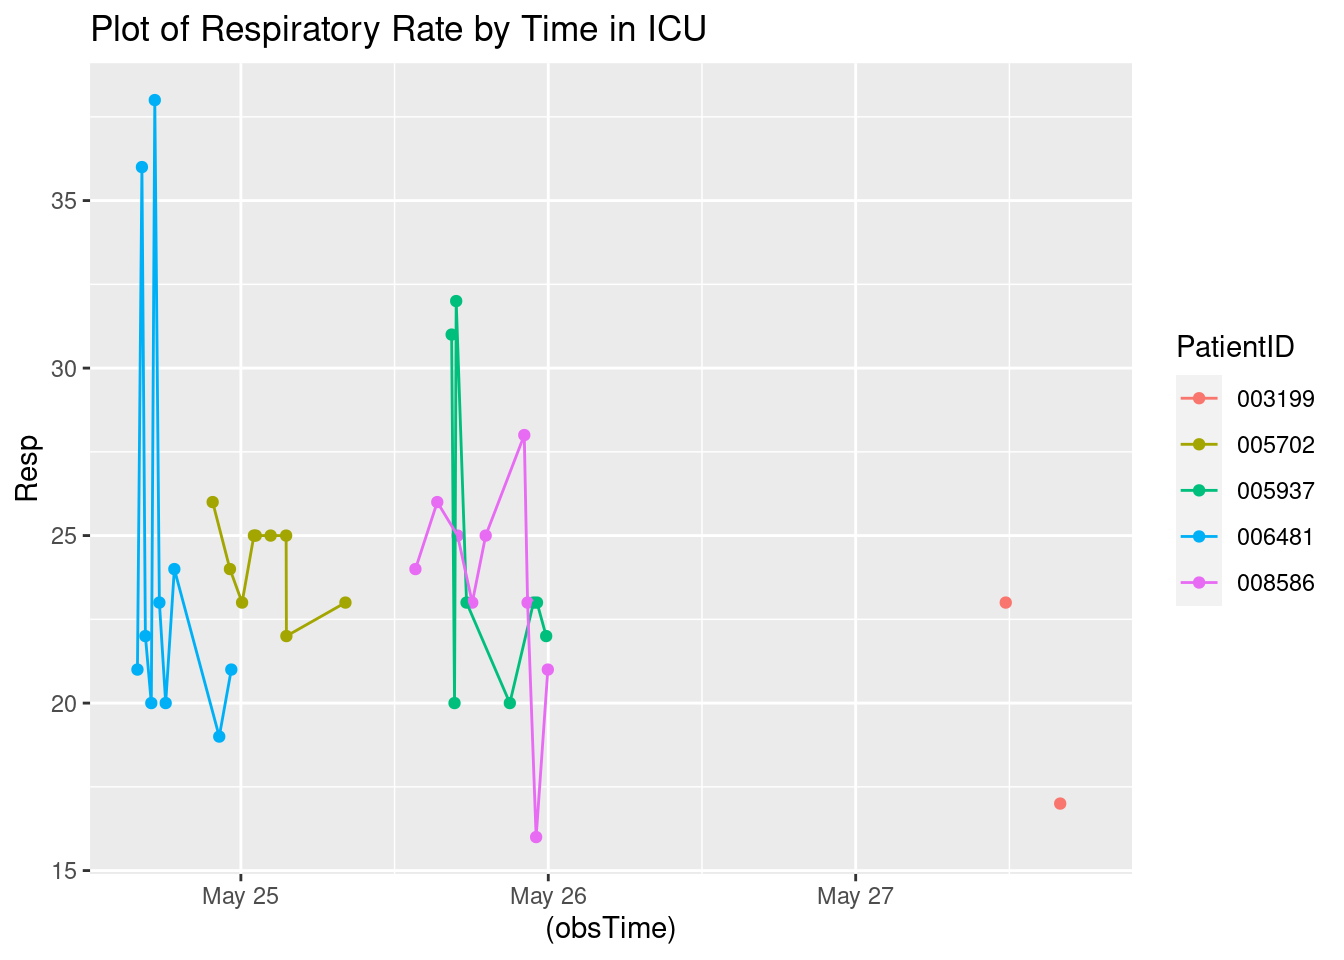 Plot of Respiratory Rate by Time in ICU
Resp
35
30
25
20
15
May 25
May 26
May 27
(obsTime)
PatientID
003199
005702
005937
006481
008586